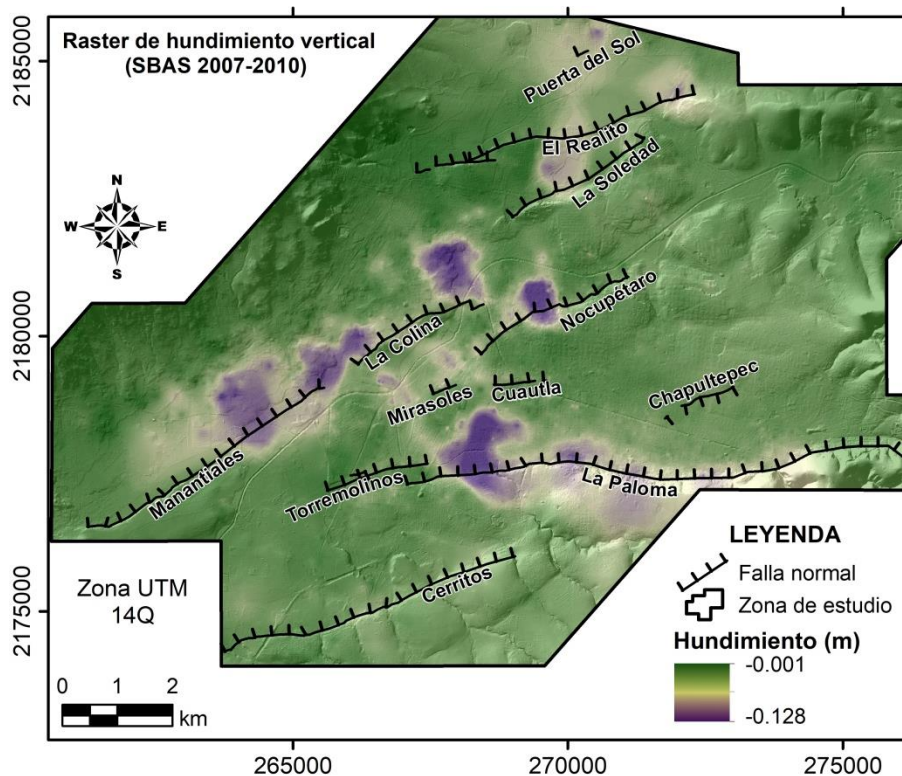 Raster de hundimiento vertical
(SBAS 2007-2010)
2185000
2180000
2175000
N
W
E
S
Puerta del Sol
El Realito
La Soledad
La Colina
Nocupétaro
Mirasoles
Cuautla
Chapultepec
Manantiales
Torremolinos
La Paloma
Cerritos
Zona UTM
14Q
0 1 2
km
LEYENDA
Falla normal
Zona de estudio
Hundimiento (m)
-0.001
-0.128
265000
270000
275000